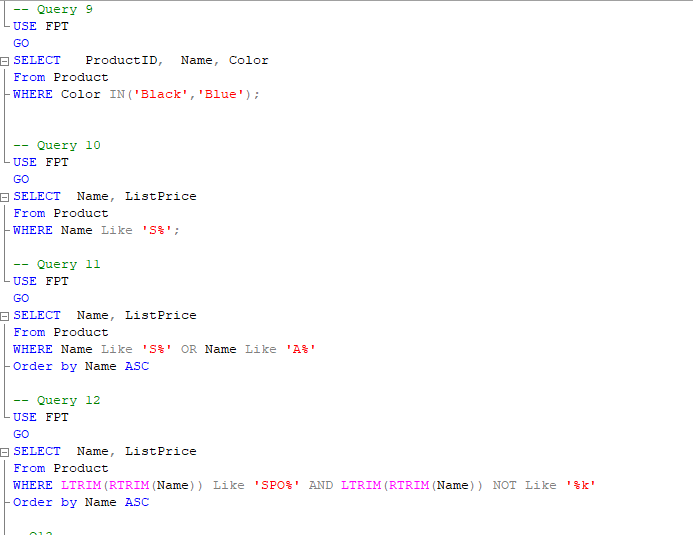 -- Query 9
USE FPT
GO
SELECT   ProductID,  Name, Color
From Product
WHERE Color IN('Black','Blue');
-- Query 10
USE FPT
GO
SELECT  Name, ListPrice
From Product
WHERE Name Like 'S%';
-- Query 11
USE FPT
GO
SELECT  Name, ListPrice
From Product
WHERE Name Like 'S%' OR Name Like 'A%'
Order by Name ASC
-- Query 12
USE FPT
GO
SELECT  Name, ListPrice
From Product
WHERE LTRIM(RTRIM(Name)) Like 'SPO%' AND LTRIM(RTRIM(Name)) NOT Like '%k'
Order by Name ASC